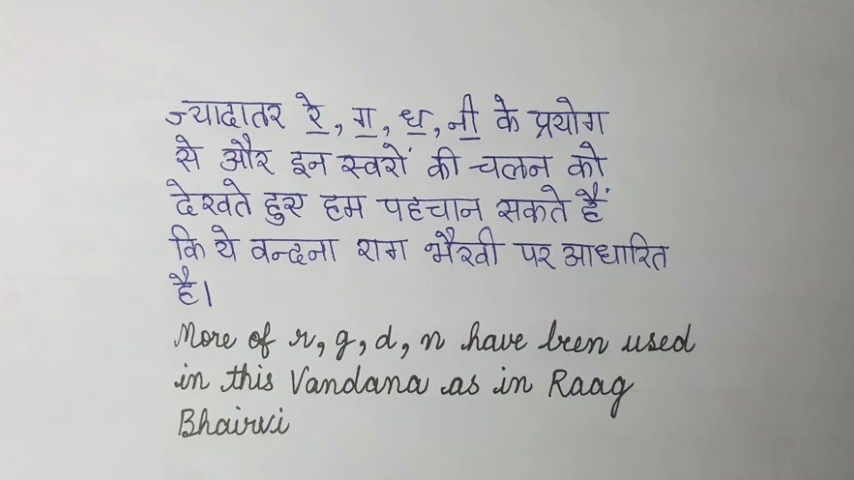 ज्यादातर रे॒, ग॒, ध॒, नी॒ के प्रयोग
से और इन स्वरों की चलन को
देखते हुए हम पहचान सकते हैं
कि ये वन्दना राग भैरवी पर आधारित
है।
More of r, g, d, n have been used
in this Vandana as in Raag
Bhairvi